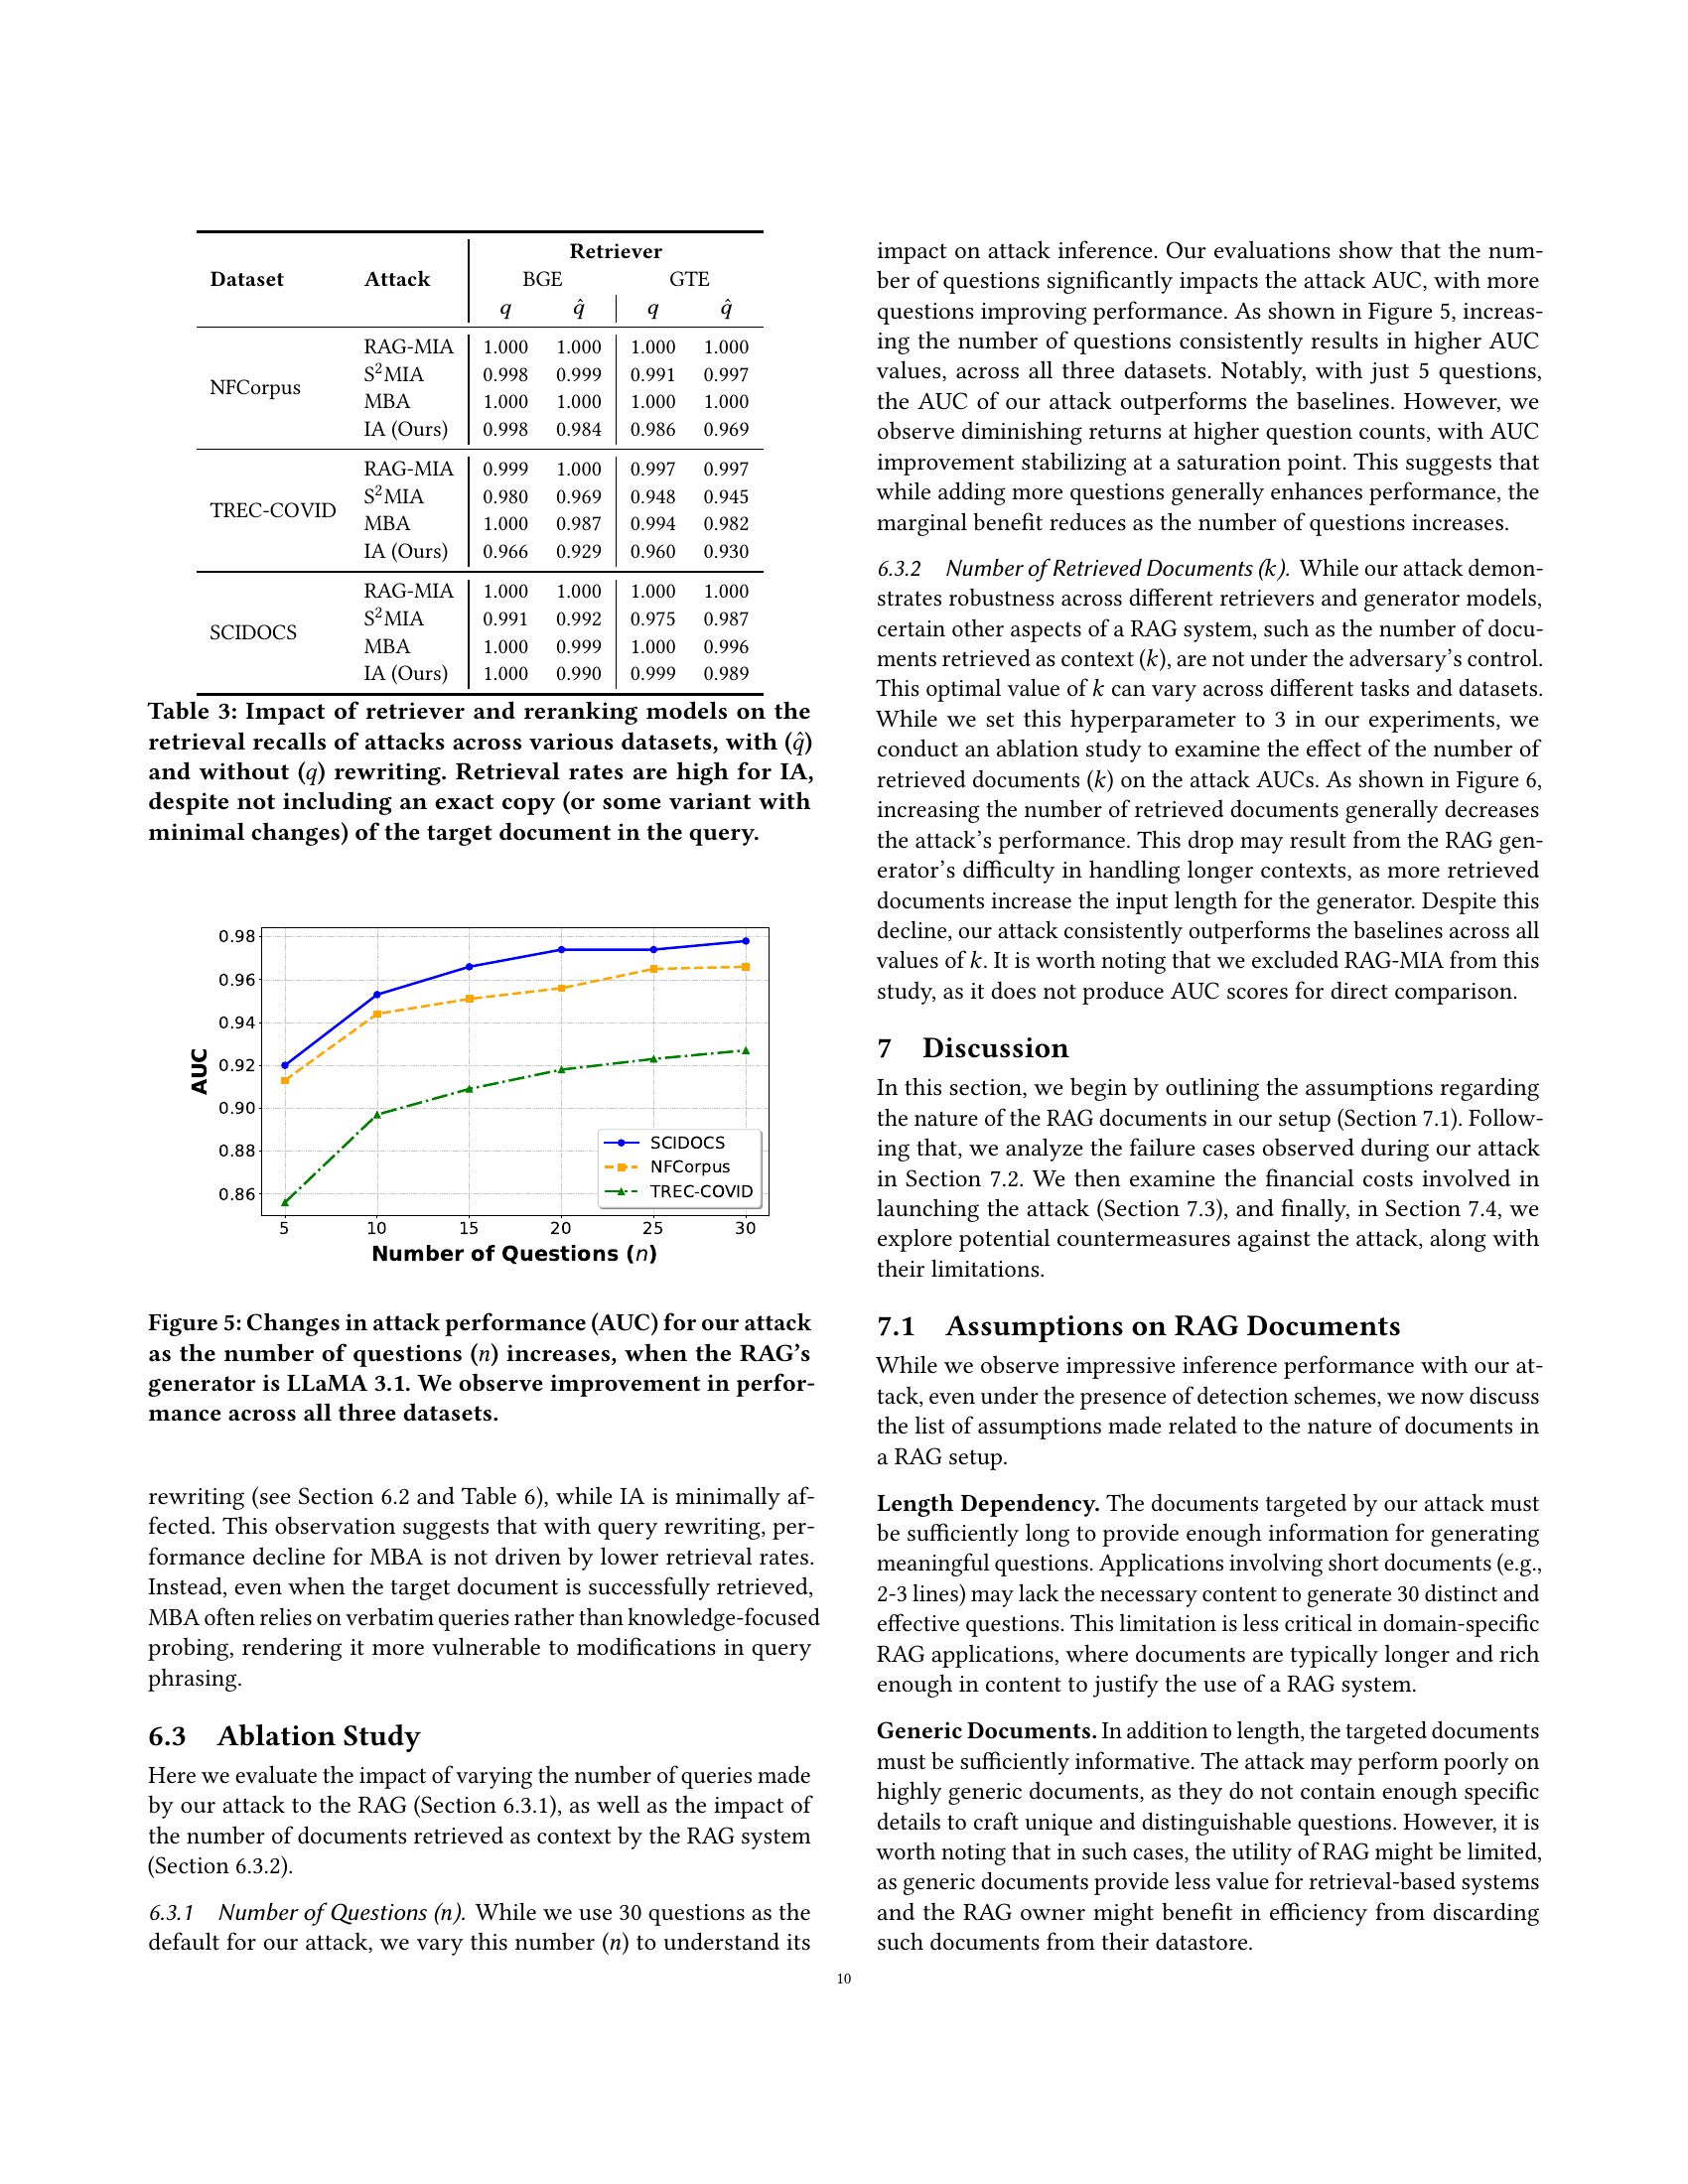 Retriever
Dataset Attack BGE GTE
q q̂ q q̂
NFCorpus
RAG-MIA 1.000 1.000 1.000 1.000
S²MIA 0.998 0.999 0.991 0.997
MBA 1.000 1.000 1.000 1.000
IA (Ours) 0.998 0.984 0.986 0.969
TREC-COVID
RAG-MIA 0.999 1.000 0.997 0.997
S²MIA 0.980 0.969 0.948 0.945
MBA 1.000 0.987 0.994 0.982
IA (Ours) 0.966 0.929 0.960 0.930
SCIDOCS
RAG-MIA 1.000 1.000 1.000 1.000
S²MIA 0.991 0.992 0.975 0.987
MBA 1.000 0.999 1.000 0.996
IA (Ours) 1.000 0.990 0.999 0.989
Table 3: Impact of retriever and reranking models on the
retrieval recalls of attacks across various datasets, with (q̂)
and without (q) rewriting. Retrieval rates are high for IA,
despite not including an exact copy (or some variant with
minimal changes) of the target document in the query.
0.98
0.96
0.94
0.92
0.90
0.88
0.86
AUC
SCIDOCS
NFCorpus
TREC-COVID
5 10 15 20 25 30
Number of Questions (n)
Figure 5: Changes in attack performance (AUC) for our attack
as the number of questions (n) increases, when the RAG's
generator is LLaMA 3.1. We observe improvement in perfor-
mance across all three datasets.
rewriting (see Section 6.2 and Table 6), while IA is minimally af-
fected. This observation suggests that with query rewriting, per-
formance decline for MBA is not driven by lower retrieval rates.
Instead, even when the target document is successfully retrieved,
MBA often relies on verbatim queries rather than knowledge-focused
probing, rendering it more vulnerable to modifications in query
phrasing.
6.3 Ablation Study
Here we evaluate the impact of varying the number of queries made
by our attack to the RAG (Section 6.3.1), as well as the impact of
the number of documents retrieved as context by the RAG system
(Section 6.3.2).
6.3.1 Number of Questions (n). While we use 30 questions as the
default for our attack, we vary this number (n) to understand its
impact on attack inference. Our evaluations show that the num-
ber of questions significantly impacts the attack AUC, with more
questions improving performance. As shown in Figure 5, increas-
ing the number of questions consistently results in higher AUC
values, across all three datasets. Notably, with just 5 questions,
the AUC of our attack outperforms the baselines. However, we
observe diminishing returns at higher question counts, with AUC
improvement stabilizing at a saturation point. This suggests that
while adding more questions generally enhances performance, the
marginal benefit reduces as the number of questions increases.
6.3.2 Number of Retrieved Documents (k). While our attack demon-
strates robustness across different retrievers and generator models,
certain other aspects of a RAG system, such as the number of docu-
ments retrieved as context (k), are not under the adversary's control.
This optimal value of k can vary across different tasks and datasets.
While we set this hyperparameter to 3 in our experiments, we
conduct an ablation study to examine the effect of the number of
retrieved documents (k) on the attack AUCs. As shown in Figure 6,
increasing the number of retrieved documents generally decreases
the attack's performance. This drop may result from the RAG gen-
erator's difficulty in handling longer contexts, as more retrieved
documents increase the input length for the generator. Despite this
decline, our attack consistently outperforms the baselines across all
values of k. It is worth noting that we excluded RAG-MIA from this
study, as it does not produce AUC scores for direct comparison.
7 Discussion
In this section, we begin by outlining the assumptions regarding
the nature of the RAG documents in our setup (Section 7.1). Follow-
ing that, we analyze the failure cases observed during our attack
in Section 7.2. We then examine the financial costs involved in
launching the attack (Section 7.3), and finally, in Section 7.4, we
explore potential countermeasures against the attack, along with
their limitations.
7.1 Assumptions on RAG Documents
While we observe impressive inference performance with our at-
tack, even under the presence of detection schemes, we now discuss
the list of assumptions made related to the nature of documents in
a RAG setup.
Length Dependency. The documents targeted by our attack must
be sufficiently long to provide enough information for generating
meaningful questions. Applications involving short documents (e.g.,
2-3 lines) may lack the necessary content to generate 30 distinct and
effective questions. This limitation is less critical in domain-specific
RAG applications, where documents are typically longer and rich
enough in content to justify the use of a RAG system.
Generic Documents. In addition to length, the targeted documents
must be sufficiently informative. The attack may perform poorly on
highly generic documents, as they do not contain enough specific
details to craft unique and distinguishable questions. However, it is
worth noting that in such cases, the utility of RAG might be limited,
as generic documents provide less value for retrieval-based systems
and the RAG owner might benefit in efficiency from discarding
such documents from their datastore.
10